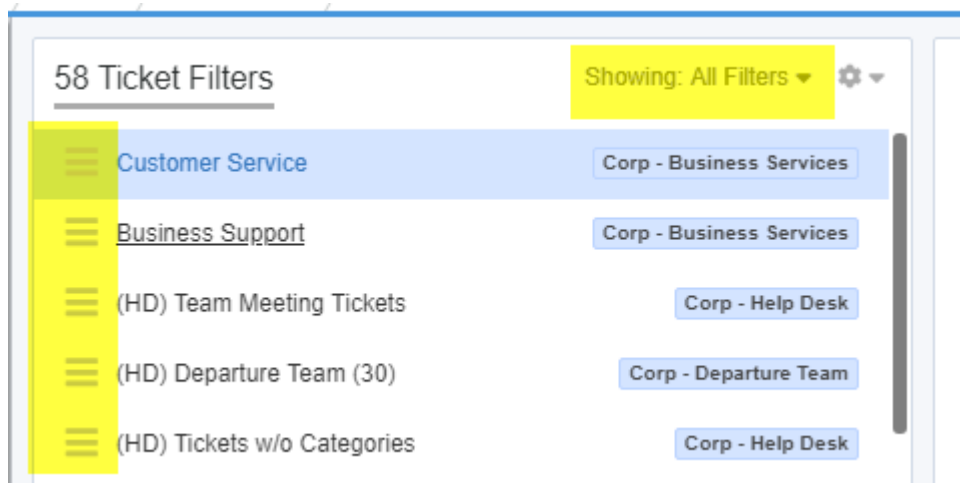 58 Ticket Filters Showing: All Filters
Customer Service Corp - Business Services
Business Support Corp - Business Services
(HD) Team Meeting Tickets Corp - Help Desk
(HD) Departure Team (30) Corp - Departure Team
(HD) Tickets w/o Categories Corp - Help Desk